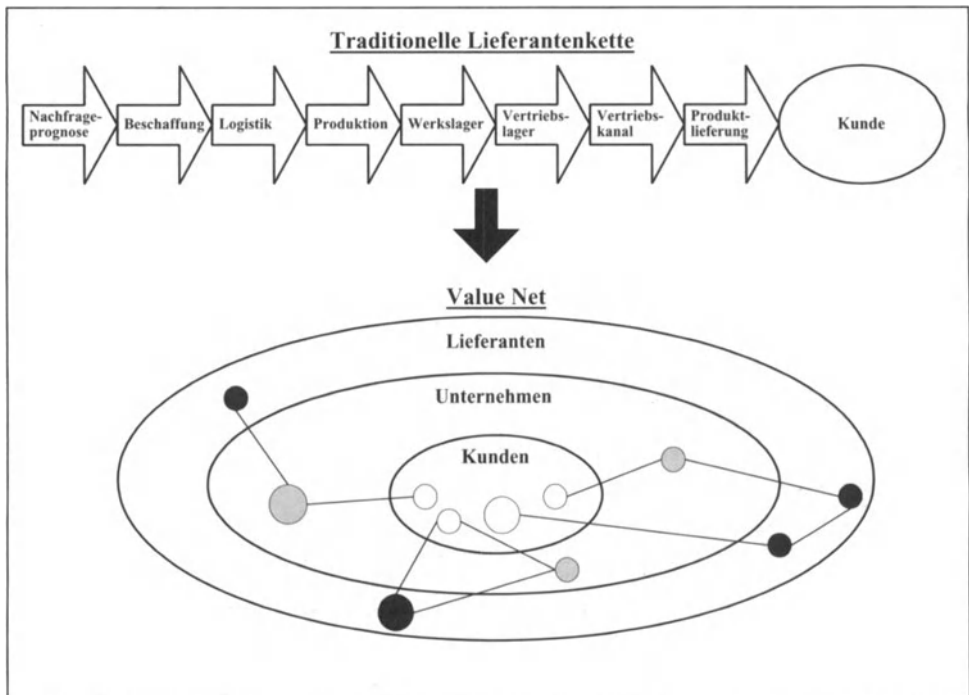 Traditionelle Lieferantenkette
Nachfrage-
prognose
Beschaffung
Logistik
Produktion
Werkslager
Vertriebs-
lager
Vertriebs-
kanal
Produkt-
lieferung
Kunde
Value Net
Lieferanten
Unternehmen
Kunden